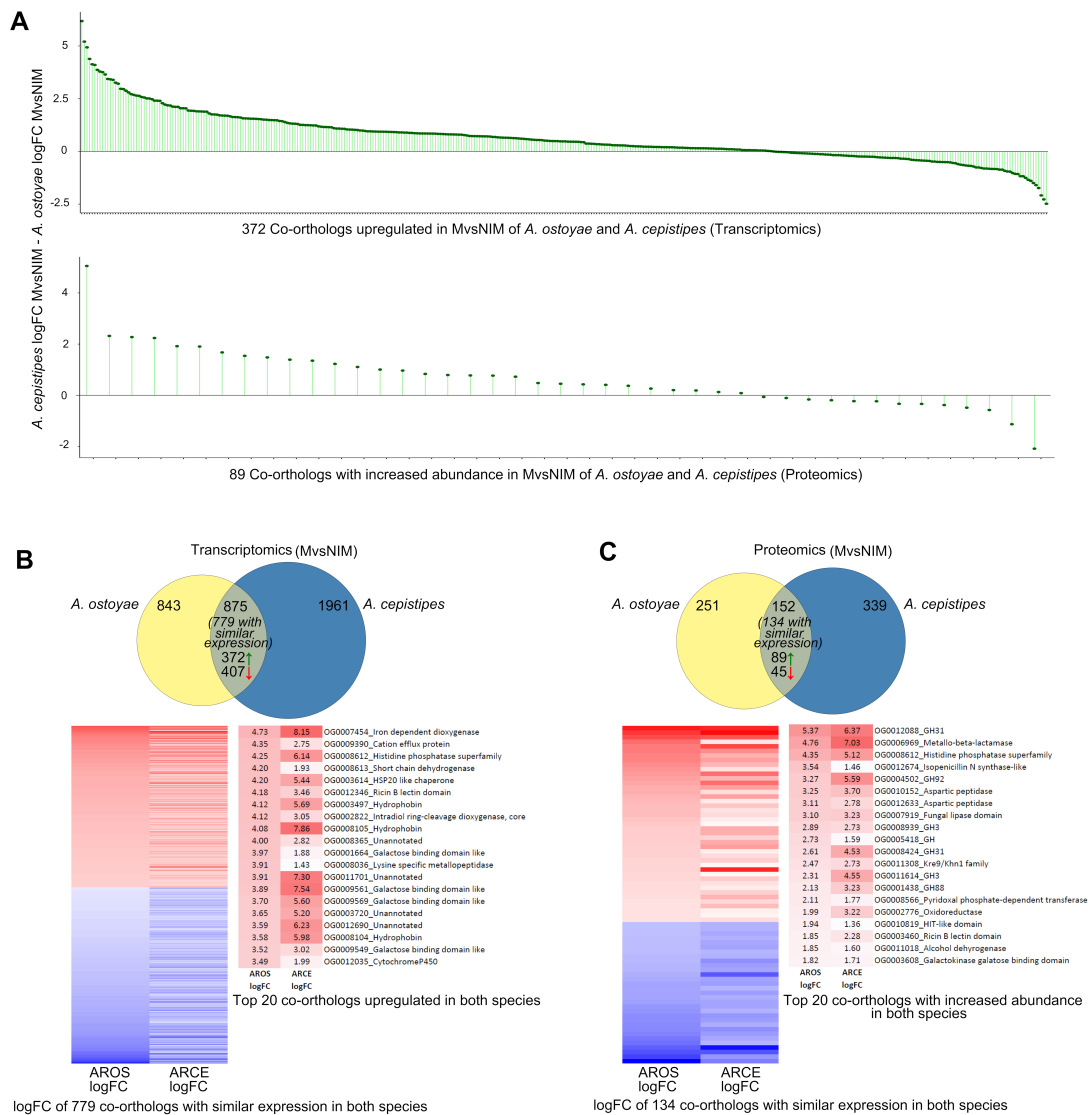 A
5
2.5
0
-2.5
A. cepistipes logFC MvsNIM - A. ostoyae logFC MvsNIM
372 Co-orthologs upregulated in MvsNIM of A. ostoyae and A. cepistipes (Transcriptomics)
4
2
0
-2
89 Co-orthologs with increased abundance in MvsNIM of A. ostoyae and A. cepistipes (Proteomics)
B
Transcriptomics (MvsNIM)
A. ostoyae
843
875
1961
A. cepistipes
(779 with
similar
expression)
372↑
407↓
4.73 8.15 OG0007454_Iron dependent dioxygenase
4.35 2.75 OG0009390_Cation efflux protein
4.25 6.14 OG0008612_Histidine phosphatase superfamily
4.20 1.93 OG0008613_Short chain dehydrogenase
4.20 5.44 OG0003614_HSP20 like chaperone
4.18 3.46 OG0012346_Ricin B lectin domain
4.12 5.69 OG0003497_Hydrophobin
4.12 3.05 OG0002822_Intradiol ring-cleavage dioxygenase, core
4.08 7.86 OG0008105_Hydrophobin
4.00 2.82 OG0008365_Unannotated
3.97 1.88 OG0001664_Galactose binding domain like
3.91 1.43 OG0008036_Lysine specific metallopeptidase
3.91 7.30 OG0011701_Unannotated
3.89 7.54 OG0009561_Galactose binding domain like
3.70 5.60 OG0009569_Galactose binding domain like
3.65 5.20 OG0003720_Unannotated
3.59 6.23 OG0012690_Unannotated
3.58 5.98 OG0008104_Hydrophobin
3.52 3.02 OG0009549_Galactose binding domain like
3.49 1.99 OG0012035_CytochromeP450
AROS ARCE
logFC logFC
Top 20 co-orthologs upregulated in both species
AROS ARCE
logFC logFC
logFC of 779 co-orthologs with similar expression in both species
C
Proteomics (MvsNIM)
A. ostoyae
251
152
339
A. cepistipes
(134 with
similar
expression)
89↑
45↓
5.37 6.37 OG0012088_GH31
4.76 7.03 OG0006969_Metallo-beta-lactamase
4.35 5.12 OG0008612_Histidine phosphatase superfamily
3.54 1.46 OG0012674_Isopenicillin N synthase-like
3.27 5.59 OG0004502_GH92
3.25 3.70 OG0010152_Aspartic peptidase
3.11 2.78 OG0012633_Aspartic peptidase
3.10 3.23 OG0007919_Fungal lipase domain
2.89 2.73 OG0008939_GH3
2.73 1.59 OG0005418_GH
2.61 4.53 OG0008424_GH31
2.47 2.73 OG0011308_Kre9/Khn1 family
2.31 4.55 OG0011614_GH3
2.13 3.23 OG0001438_GH88
2.11 1.77 OG0008566_Pyridoxal phosphate-dependent transferase
1.99 3.22 OG0002776_Oxidoreductase
1.94 1.36 OG0010819_HIT-like domain
1.85 2.28 OG0003460_Ricin B lectin domain
1.85 1.60 OG0011018_Alcohol dehyrogenase
1.82 1.71 OG0003608_Galactokinase galatose binding domain
AROS ARCE
logFC logFC
Top 20 co-orthologs with increased abundance
in both species
AROS ARCE
logFC logFC
logFC of 134 co-orthologs with similar expression in both species